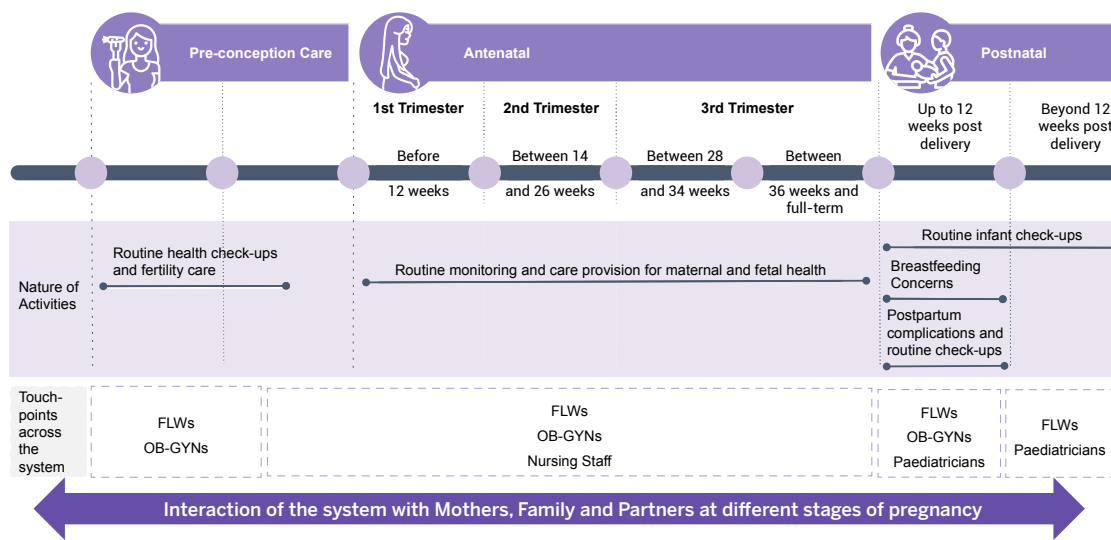 Pre-conception Care
Antenatal
Postnatal
1st Trimester
2nd Trimester
3rd Trimester
Up to 12
weeks post
delivery
Beyond 12
weeks post
delivery
Before
12 weeks
Between 14
and 26 weeks
Between 28
and 34 weeks
Between
36 weeks and
full-term
Nature of
Activities
Routine health check-ups
and fertility care
Routine monitoring and care provision for maternal and fetal health
Routine infant check-ups
Breastfeeding
Concerns
Postpartum
complications and
routine check-ups
Touch-
points
across
the
system
FLWs
OB-GYNs
FLWs
OB-GYNs
Nursing Staff
FLWs
OB-GYNs
Paediatricians
FLWs
Paediatricians
Interaction of the system with Mothers, Family and Partners at different stages of pregnancy